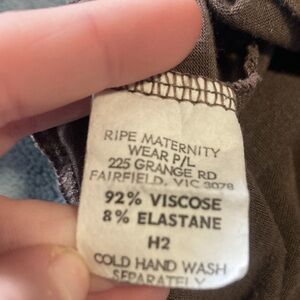 RIPE MATERNITY
WEAR P/L
225 GRANGE RD
FAIRFIELD, VIC 3078
92% VISCOSE
8% ELASTANE
H2
COLD HAND WASH
SEPARATELY